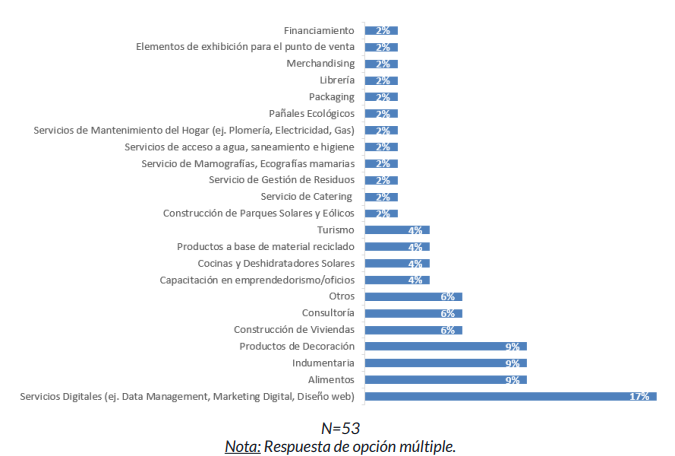 Financiamiento 2%
Elementos de exhibición para el punto de venta 2%
Merchandising 2%
Librería 2%
Packaging 2%
Pañales Ecológicos 2%
Servicios de Mantenimiento del Hogar (ej. Plomería, Electricidad, Gas) 2%
Servicios de acceso a agua, saneamiento e higiene 2%
Servicio de Mamografías, Ecografías mamarias 2%
Servicio de Gestión de Residuos 2%
Servicio de Catering 2%
Construcción de Parques Solares y Eólicos 2%
Turismo 4%
Productos a base de material reciclado 4%
Cocinas y Deshidratadores Solares 4%
Capacitación en emprendedorismo/oficios 4%
Otros 6%
Consultoría 6%
Construcción de Viviendas 6%
Productos de Decoración 9%
Indumentaria 9%
Alimentos 9%
Servicios Digitales (ej. Data Management, Marketing Digital, Diseño web) 17%
N=53
Nota: Respuesta de opción múltiple.